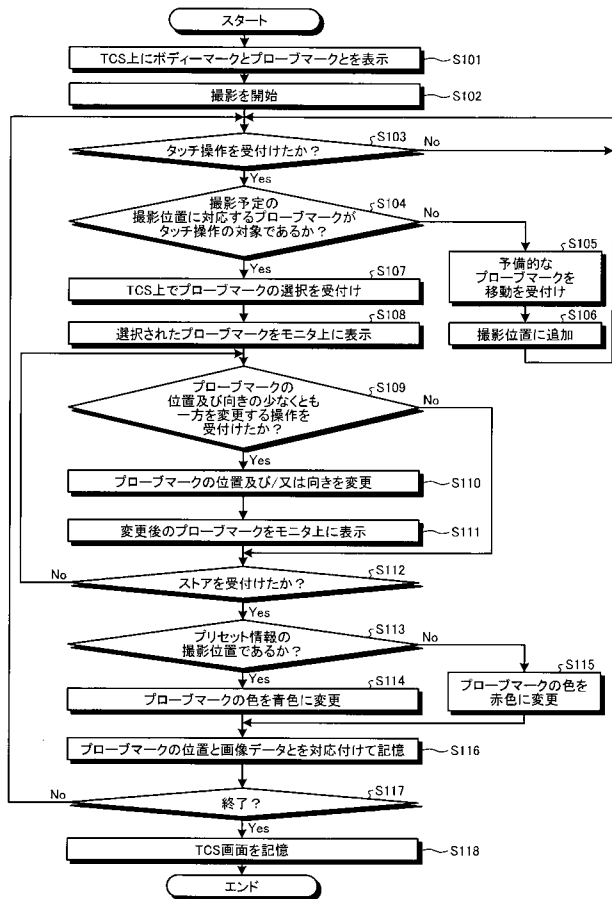 スタート
TCS上にボディーマークとプローブマークとを表示
S101
撮影を開始
S102
タッチ操作を受付けたか？
S103
No
Yes
撮影予定の
撮影位置に対応するプローブマークが
タッチ操作の対象であるか？
S104
No
Yes
S105
予備的な
プローブマークを
移動を受付け
S106
撮影位置に追加
S107
TCS上でプローブマークの選択を受付け
S108
選択されたプローブマークをモニタ上に表示
プローブマークの
位置及び向きの少なくとも
一方を変更する操作を
受付けたか？
S109
No
Yes
プローブマークの位置及び/又は向きを変更
S110
変更後のプローブマークをモニタ上に表示
S111
No
ストアを受付けたか？
S112
Yes
プリセット情報の
撮影位置であるか？
S113
No
Yes
S114
プローブマークの色を青色に変更
S115
プローブマークの色を
赤色に変更
プローブマークの位置と画像データとを対応付けて記憶
S116
No
終了？
S117
Yes
TCS画面を記憶
S118
エンド